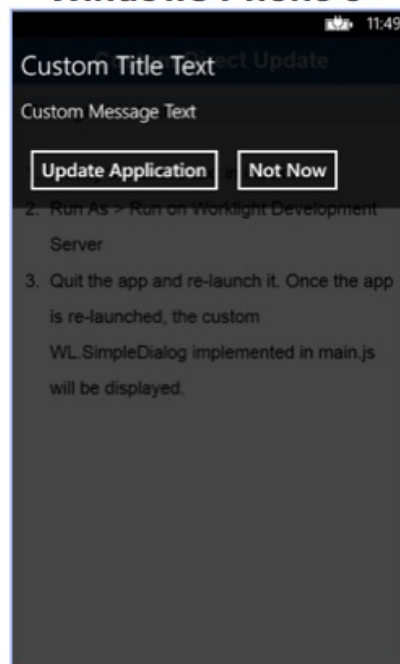 Windows Phone 8
11:49
Custom Title Text
Direct Update
Custom Message Text
Update Application
Not Now
2. Run As > Run on Worklight Development
Server
3. Quit the app and re-launch it. Once the app
is re-launched, the custom
WL.SimpleDialog implemented in main.js
will be displayed.